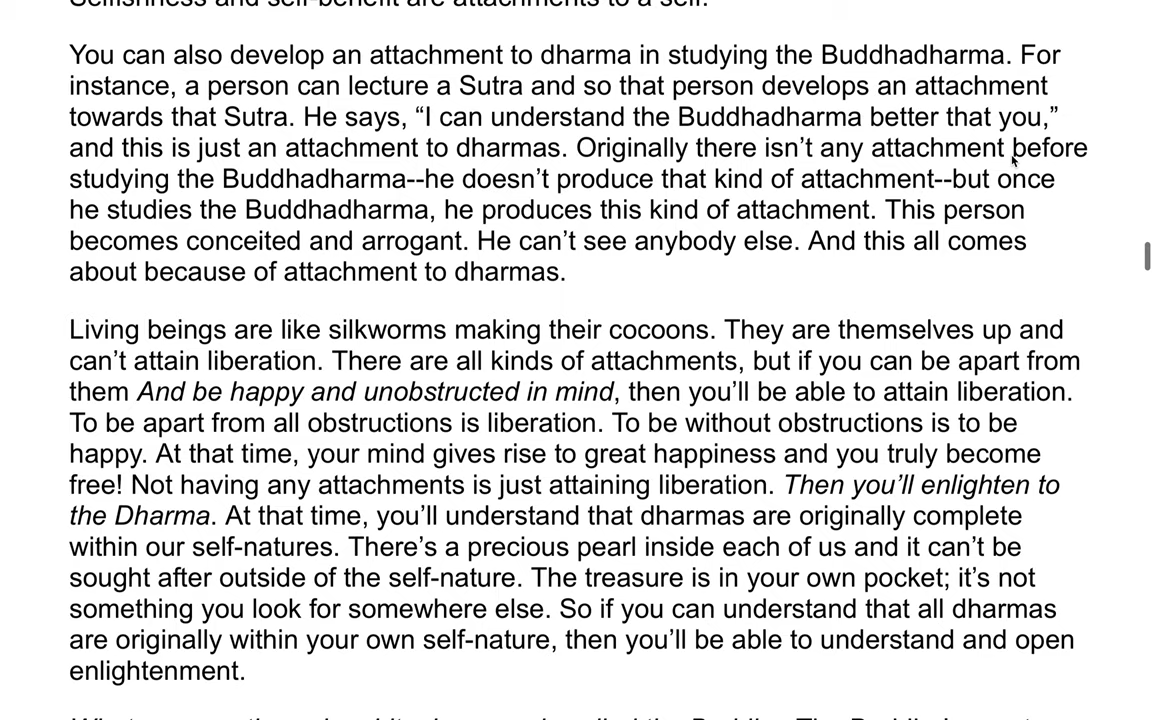 Selfishness and self-benefit are attachments to a self.
You can also develop an attachment to dharma in studying the Buddhadharma. For
instance, a person can lecture a Sutra and so that person develops an attachment
towards that Sutra. He says, “I can understand the Buddhadharma better that you,”
and this is just an attachment to dharmas. Originally there isn’t any attachment before
studying the Buddhadharma--he doesn’t produce that kind of attachment--but once
he studies the Buddhadharma, he produces this kind of attachment. This person
becomes conceited and arrogant. He can’t see anybody else. And this all comes
about because of attachment to dharmas.
Living beings are like silkworms making their cocoons. They are themselves up and
can’t attain liberation. There are all kinds of attachments, but if you can be apart from
them And be happy and unobstructed in mind, then you’ll be able to attain liberation.
To be apart from all obstructions is liberation. To be without obstructions is to be
happy. At that time, your mind gives rise to great happiness and you truly become
free! Not having any attachments is just attaining liberation. Then you’ll enlighten to
the Dharma. At that time, you’ll understand that dharmas are originally complete
within our self-natures. There’s a precious pearl inside each of us and it can’t be
sought after outside of the self-nature. The treasure is in your own pocket; it’s not
something you look for somewhere else. So if you can understand that all dharmas
are originally within your own self-nature, then you’ll be able to understand and open
enlightenment.